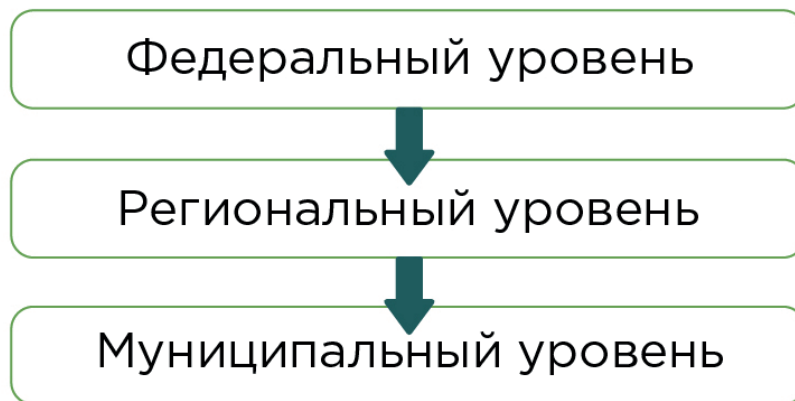 Федеральный уровень
Региональный уровень
Муниципальный уровень